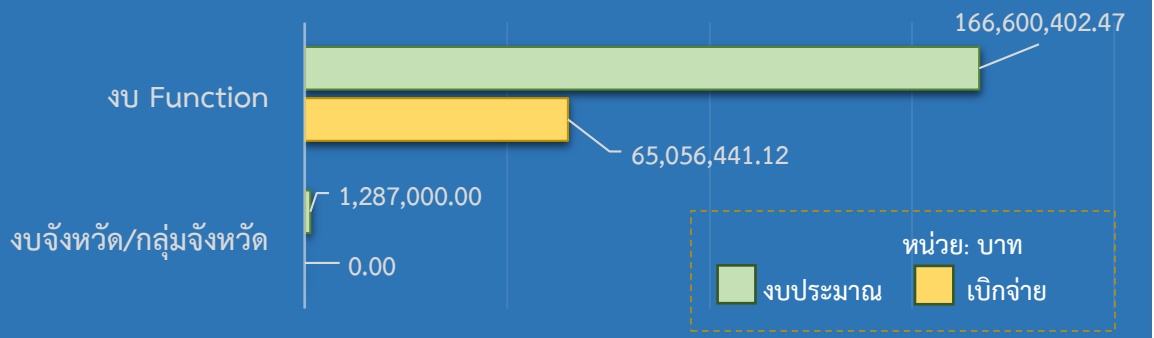 166,600,402.47
งบ Function
65,056,441.12
1,287,000.00
งบจังหวัด/กลุ่มจังหวัด
0.00
หน่วย: บาท
งบประมาณ เบิกจ่าย